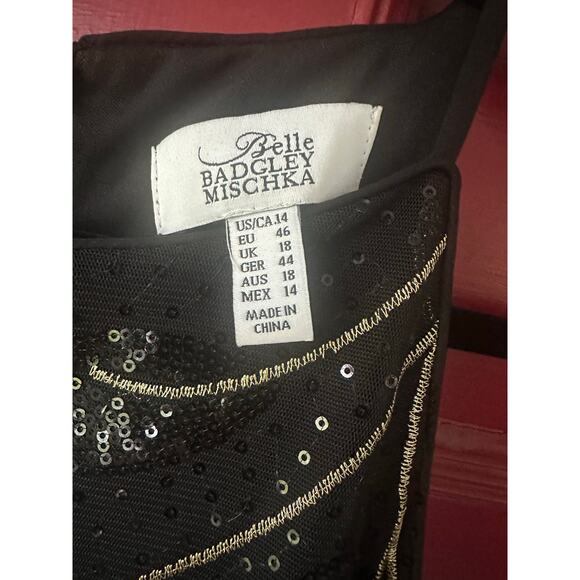 Belle
BADGLEY
MISCHKA
US/CA.14
EU 46
UK 18
GER 44
AUS 18
MEX 14
MADE IN
CHINA